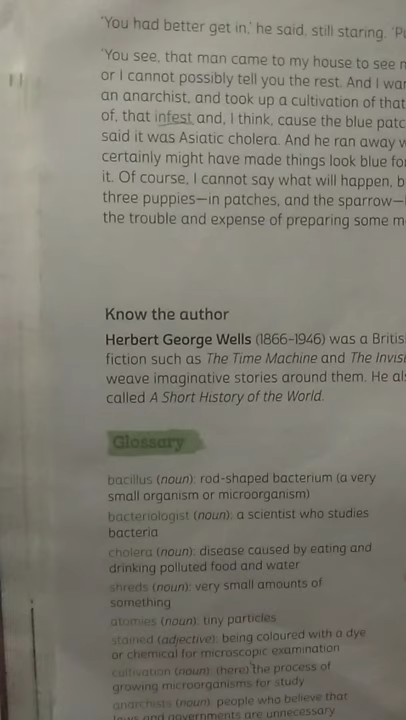 'You had better get in,' he said, still staring.
'You see, that man came to my house to see
or I cannot possibly tell you the rest. And I
an anarchist, and took up a cultivation of that
of, that infest, and, I think, cause the blue
said it was Asiatic cholera. And he ran away
certainly might have made things look blue
it. Of course, I cannot say what will happen,
three puppies—in patches, and the sparrow—
the trouble and expense of preparing some
Know the author
Herbert George Wells (1866–1946) was a
fiction such as The Time Machine and The
weave imaginative stories around them. He
called A Short History of the World.
Glossary
bacillus (noun): rod-shaped bacterium (a very
small organism or microorganism)
bacteriologist (noun): a scientist who studies
bacteria
cholera (noun): disease caused by eating and
drinking polluted food and water
shreds (noun): very small amounts of
something
atomies (noun): tiny particles
stained (adjective): being coloured with a dye
or chemical for microscopic examination
cultivation (noun): (here) the process of
growing microorganisms for study
anarchists (noun): people who believe that
laws and governments are unnecessary